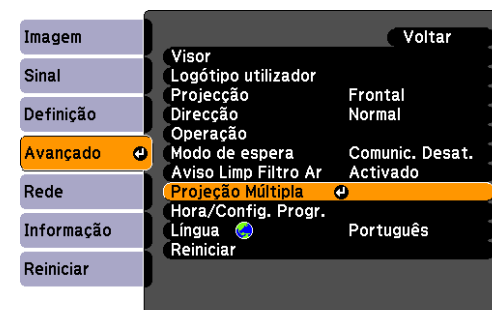 Imagem
Sinal
Definição
Avançado
Rede
Informação
Reiniciar
Voltar
Visor
Logótipo utilizador
Projecção Frontal
Direcção Normal
Operação
Modo de espera Comunic. Desat.
Aviso Limp Filtro Ar Activado
Projeção Múltipla
Hora/Config. Progr.
Língua Português
Reiniciar